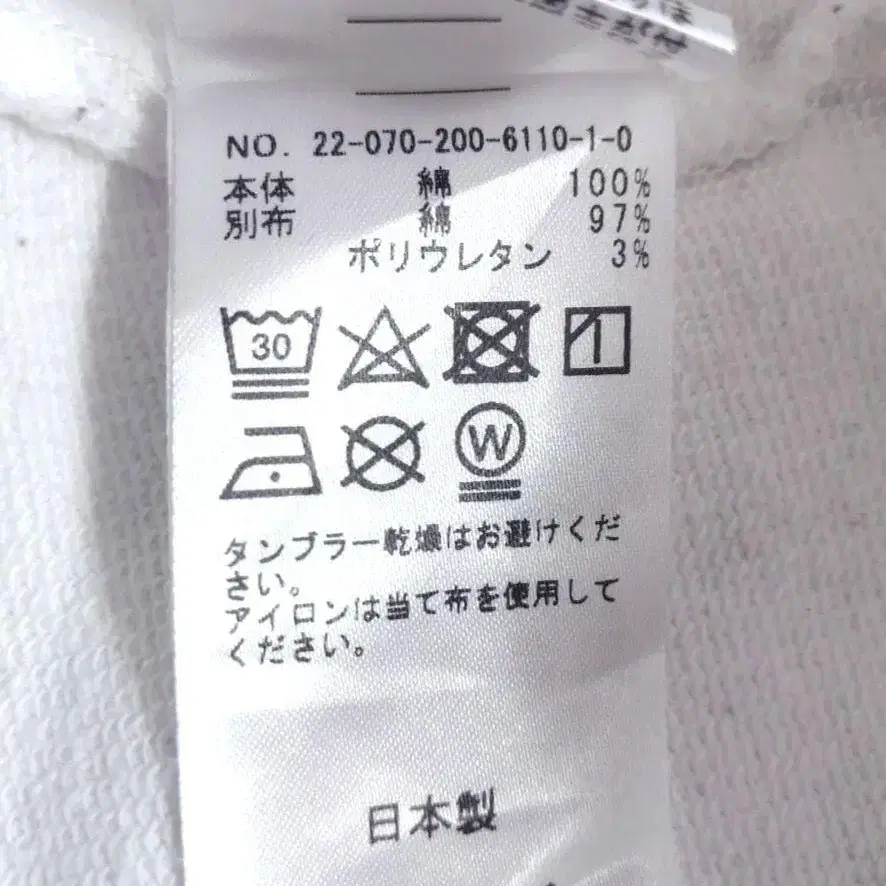 NO. 22-070-200-6110-1-0
本体 綿 100%
別布 綿 97%
ポリウレタン 3%
30
W
タンブラー乾燥はお避けくだ
さい。
アイロンは当て布を使用して
ください。
日本製